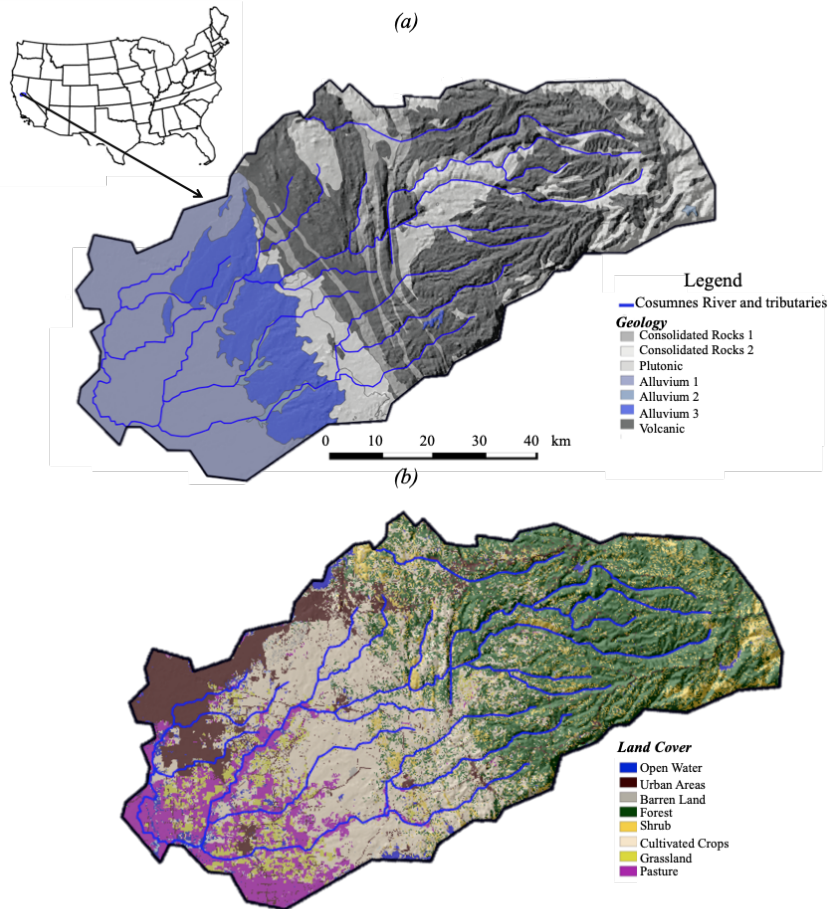 (a)
Legend
Cosumnes River and tributaries
Geology
Consolidated Rocks 1
Consolidated Rocks 2
Plutonic
Alluvium 1
Alluvium 2
Alluvium 3
Volcanic
0 10 20 30 40 km
(b)
Land Cover
Open Water
Urban Areas
Barren Land
Forest
Shrub
Cultivated Crops
Grassland
Pasture